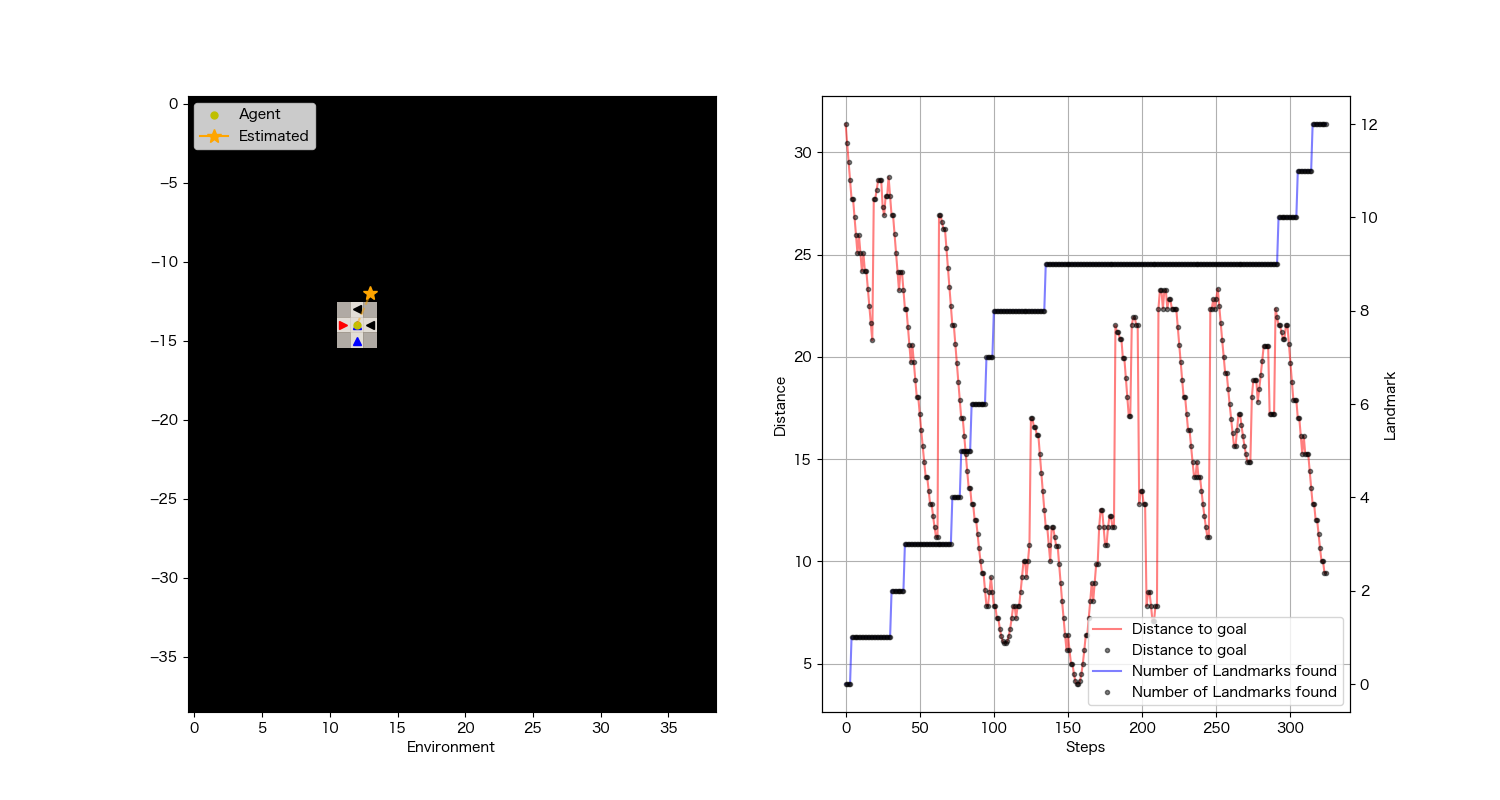 Agent
Estimated
0
−5
−10
−15
−20
−25
−30
−35
0 5 10 15 20 25 30 35
Environment
Distance
30
25
20
15
10
5
0 50 100 150 200 250 300
Steps
12
10
8
6
4
2
0
Landmark
Distance to goal
Distance to goal
Number of Landmarks found
Number of Landmarks found